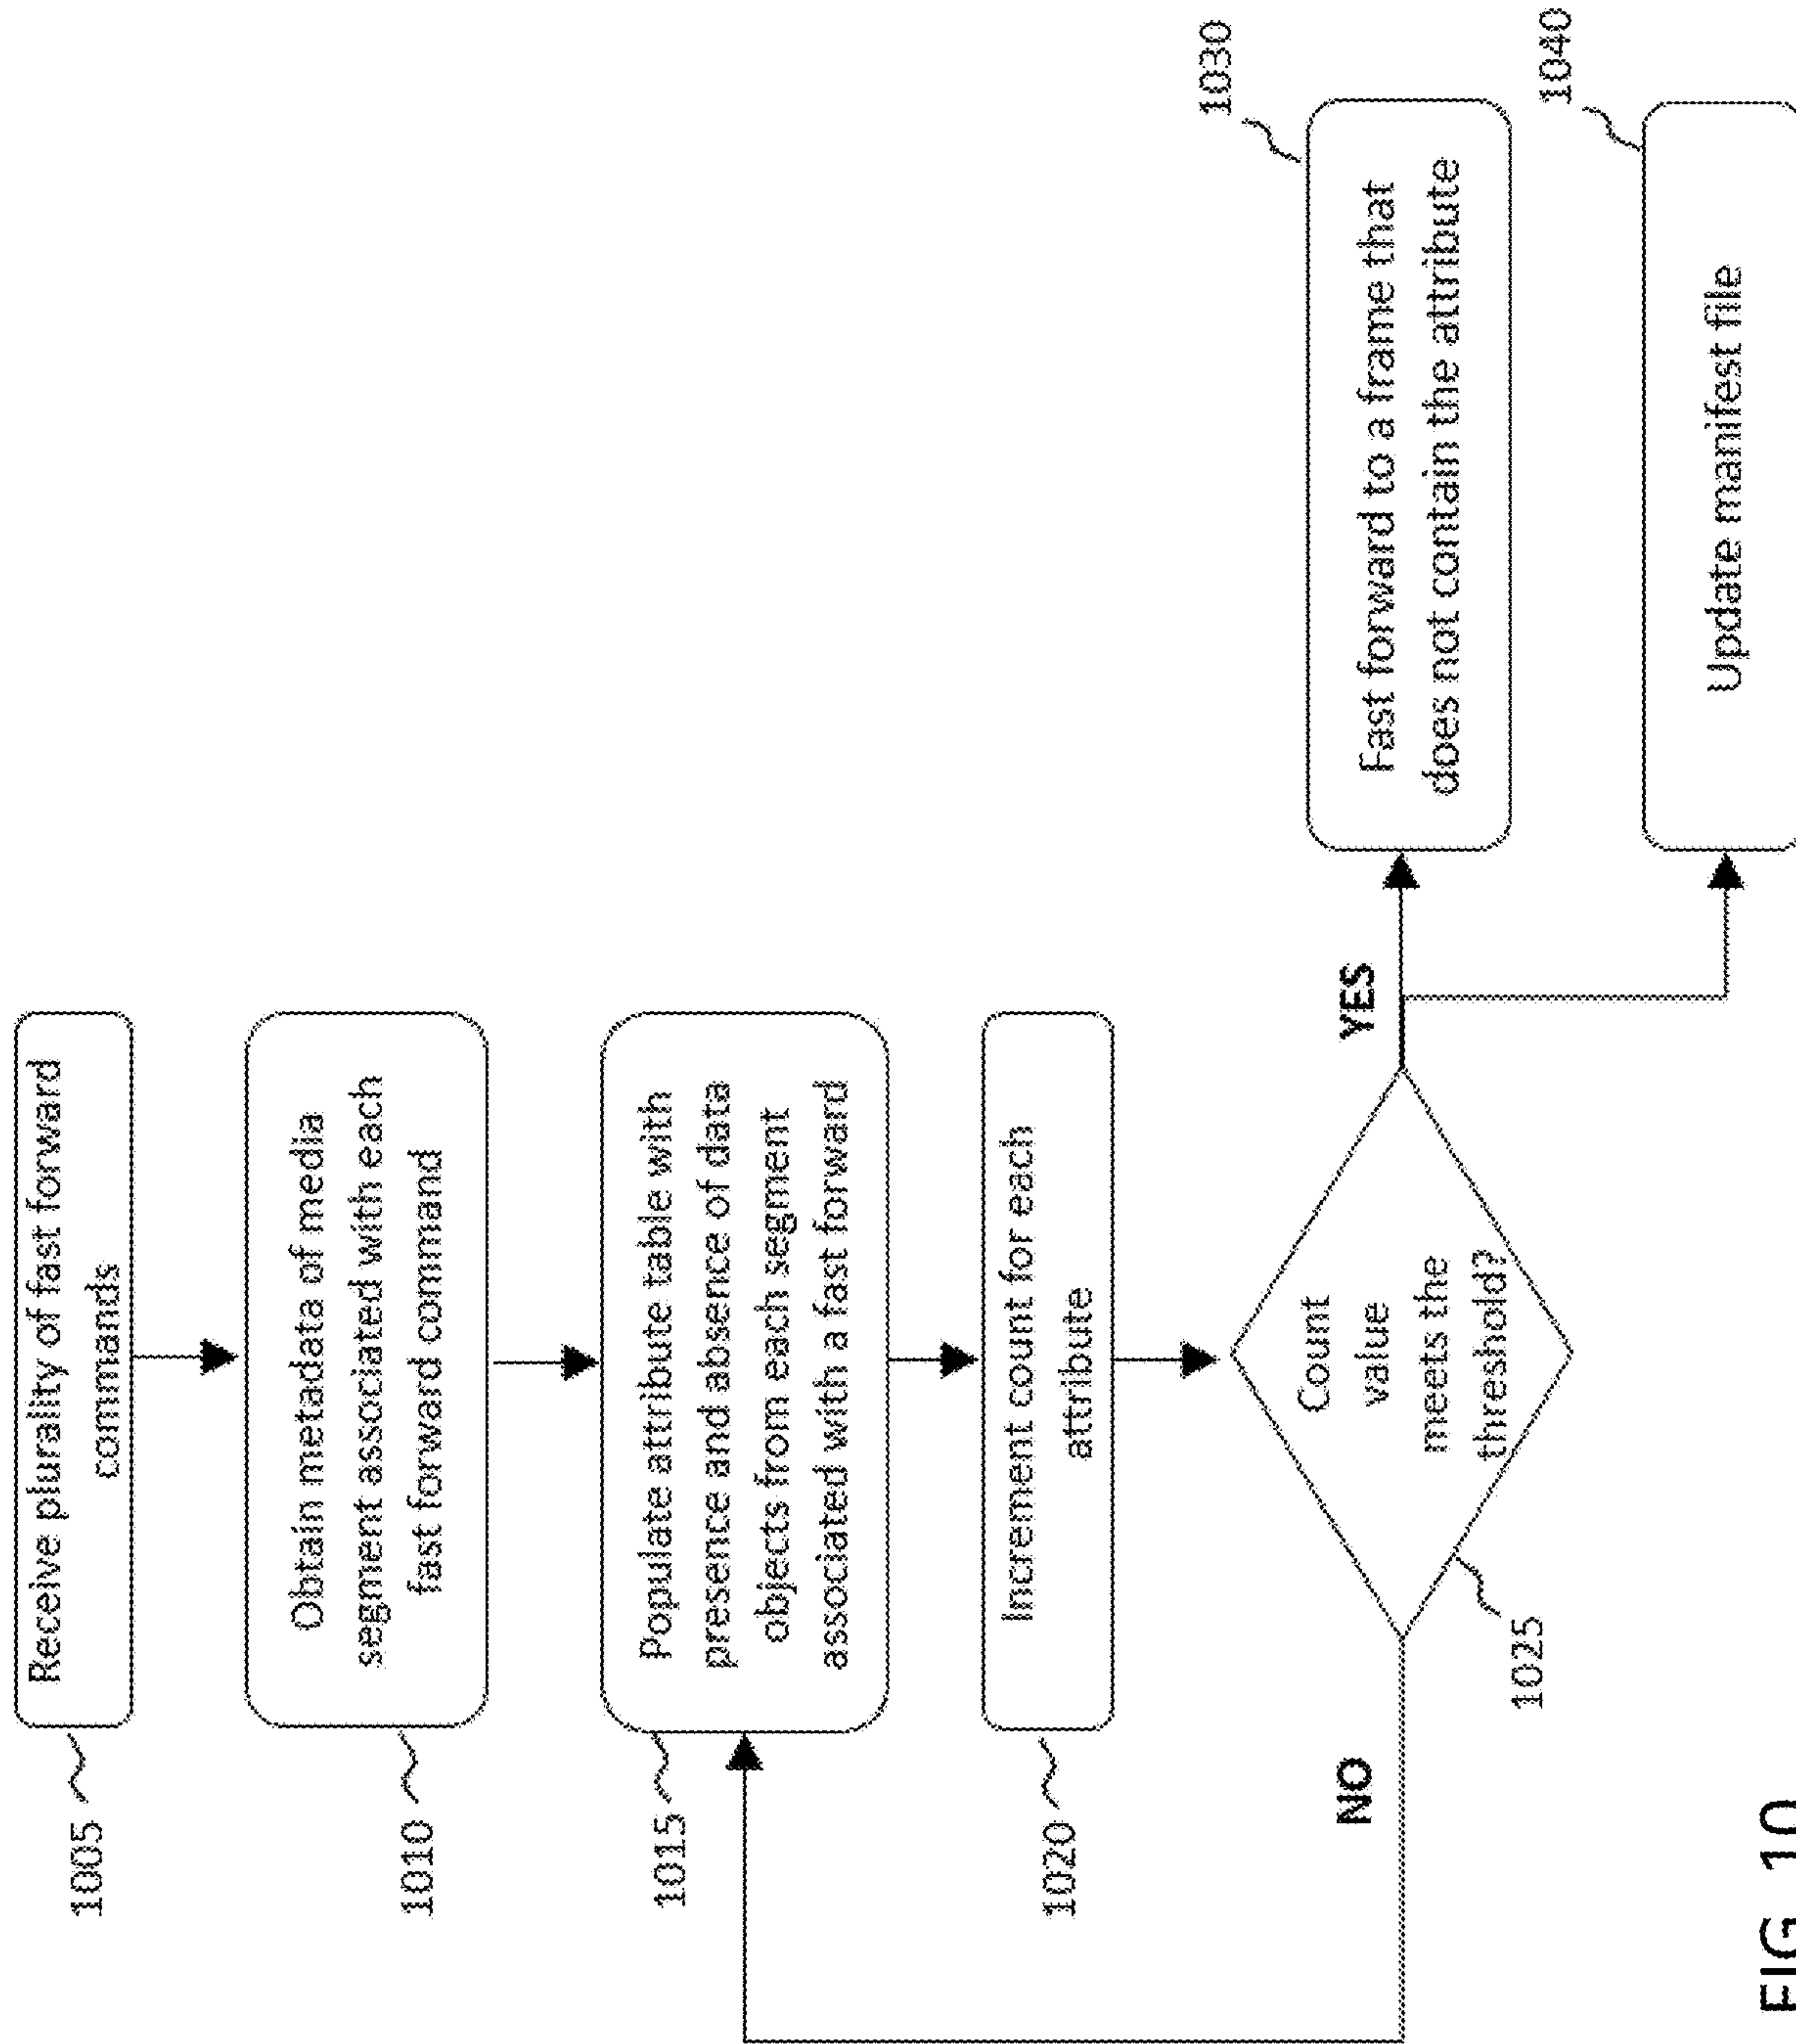 1005
Receive plurality of fast forward
commands
1010
Obtain metadata of media
segment associated with each
fast forward command
1015
Populate attribute table with
presence and absence of data
objects from each segment
associated with a fast forward
1020
Increment count for each
attribute
NO
Count
value
meets the
threshold?
1025
YES
1030
Fast forward to a frame that
does not contain the attribute
1040
Update manifest file
FIG. 10